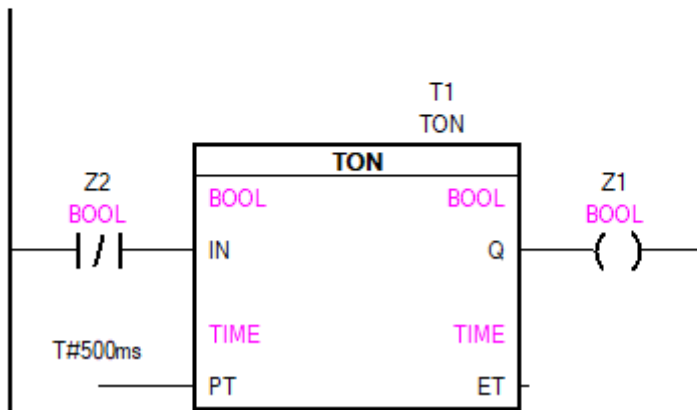 T1
TON
TON
Z2
BOOL
BOOL
BOOL
Z1
BOOL
IN
Q
T#500ms
TIME
TIME
PT
ET